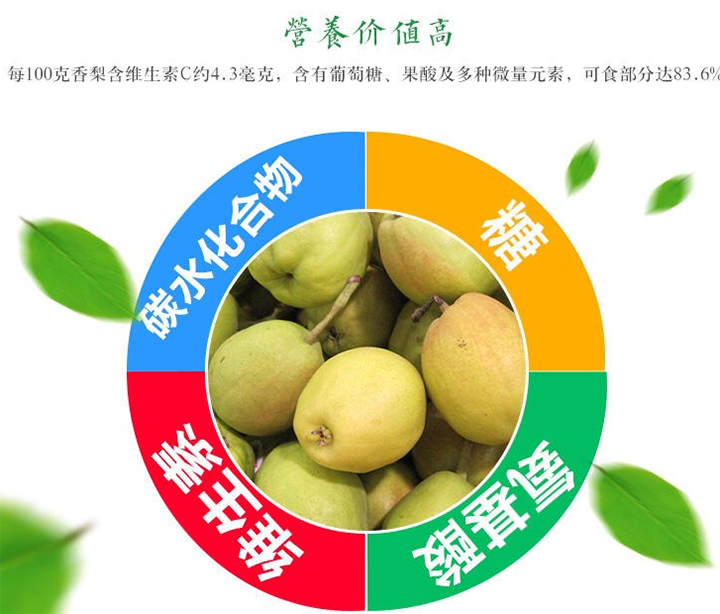 營養价值高
每100克香梨含维生素C约4.3毫克，含有葡萄糖、果酸及多种微量元素，可食部分达83.6%
碳水化合物
糖
维生素
氨基酸